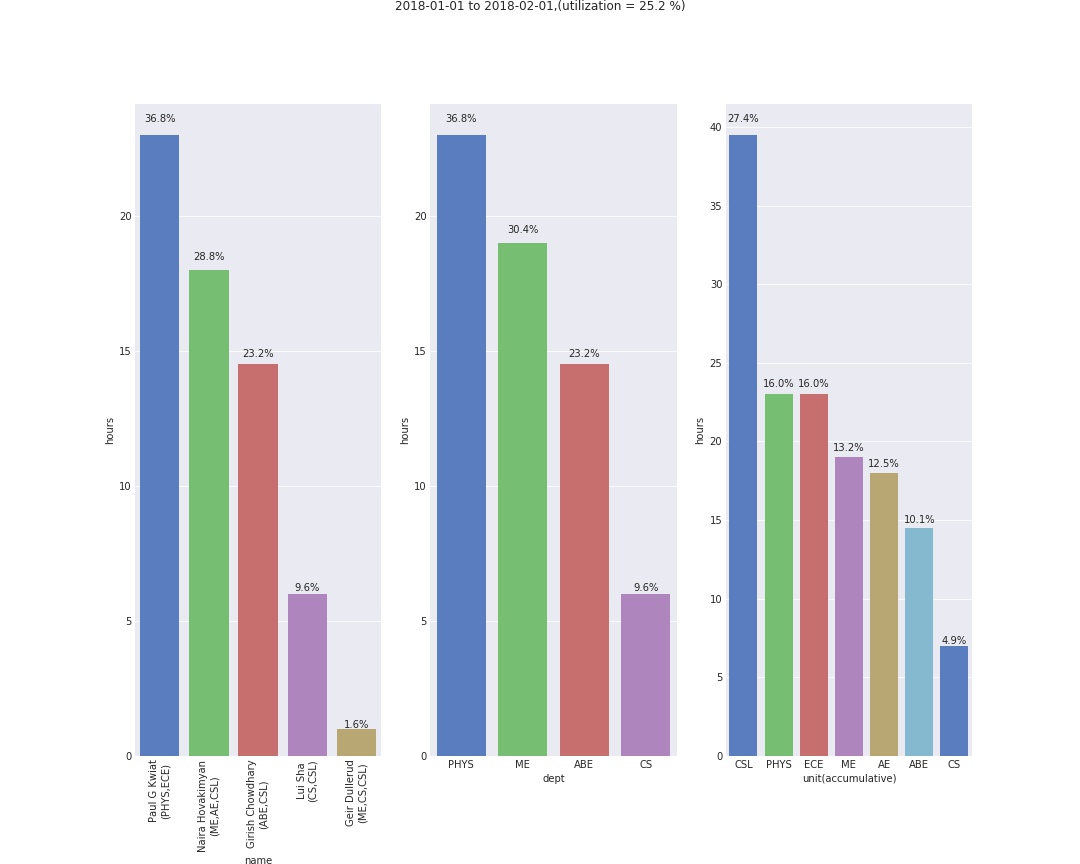 2018-01-01 to 2018-02-01,(utilization = 25.2 %)
36.8%
28.8%
23.2%
9.6%
1.6%
20
15
10
5
0
hours
Paul G Kwiat
(PHYS,ECE)
Naira Hovakimyan
(ME,AE,CSL)
Girish Chowdhary
(ABE,CSL)
Lui Sha
(CS,CSL)
Geir Dullerud
(ME,CS,CSL)
name
36.8%
30.4%
23.2%
9.6%
20
15
10
5
0
hours
PHYS ME ABE CS
dept
27.4%
16.0% 16.0%
13.2%
12.5%
10.1%
4.9%
40
35
30
25
20
15
10
5
0
hours
CSL PHYS ECE ME AE ABE CS
unit(accumulative)